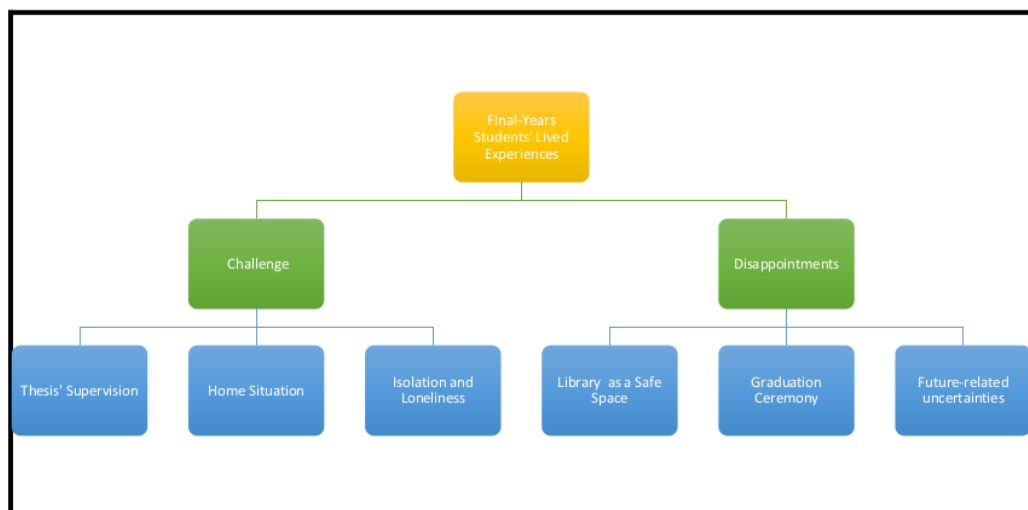 Final-Years
Students' Lived
Experiences
Challenge
Disappointments
Thesis' Supervision
Home Situation
Isolation and
Loneliness
Library as a Safe
Space
Graduation
Ceremony
Future-related
uncertainties